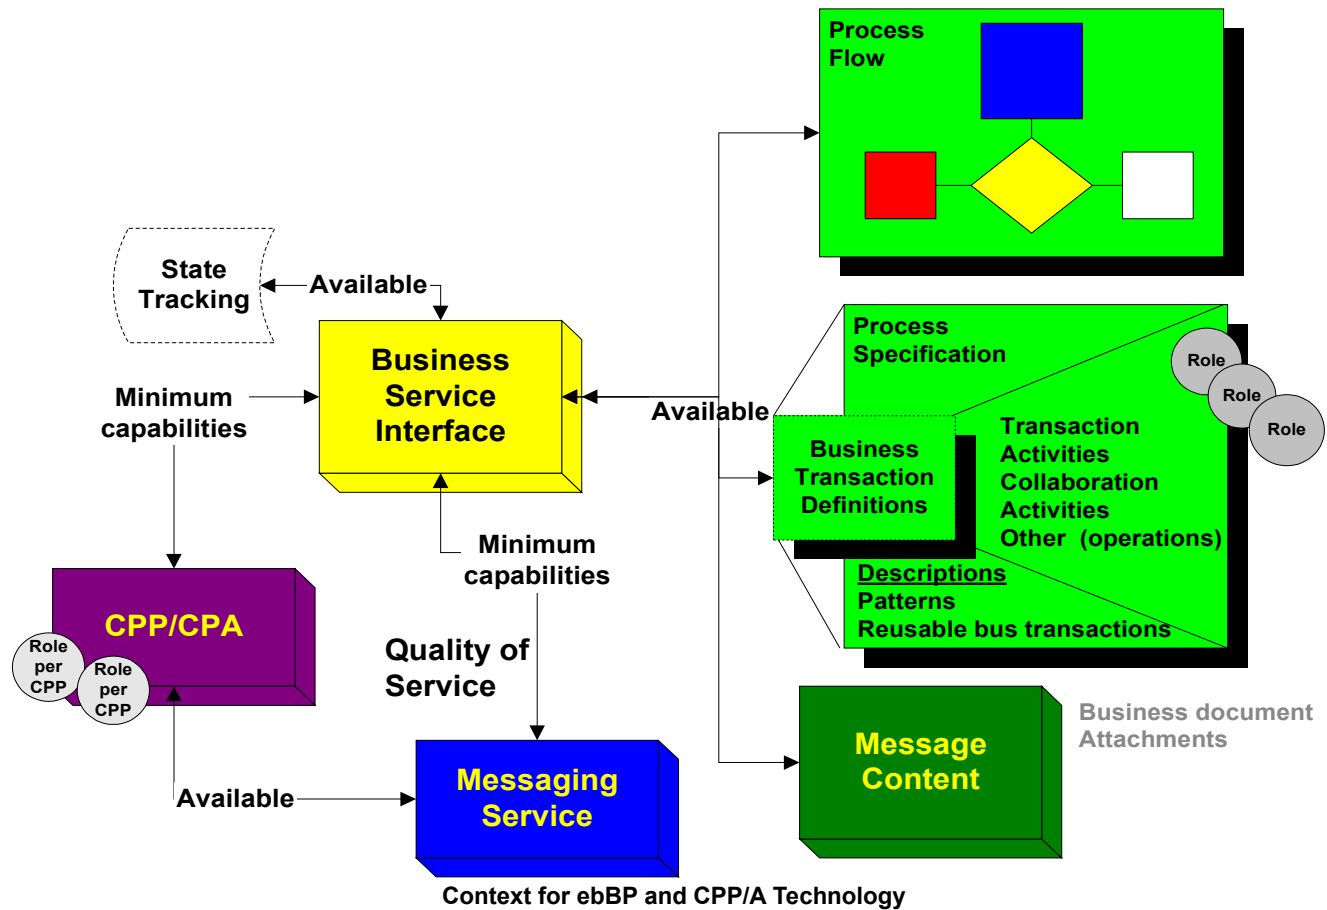 Process
Flow
State
Tracking
Available
Business
Service
Interface
Minimum
capabilities
Available
Process
Specification
Role
Role
Role
Business
Transaction
Definitions
Transaction
Activities
Collaboration
Activities
Other (operations)
Descriptions
Patterns
Reusable bus transactions
Minimum
capabilities
CPP/CPA
Role
per
CPP
Role
per
CPP
Quality of
Service
Messaging
Service
Available
Message
Content
Business document
Attachments
Context for ebBP and CPP/A Technology